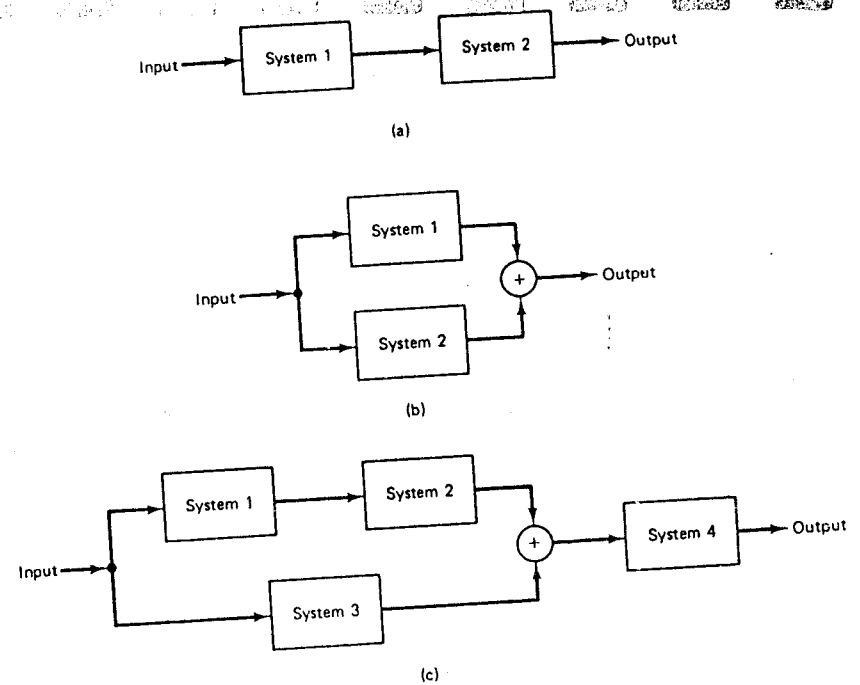 Input
System 1
System 2
Output
(a)
System 1
Input
+
Output
System 2
(b)
System 1
System 2
Input
+
System 4
Output
System 3
(c)